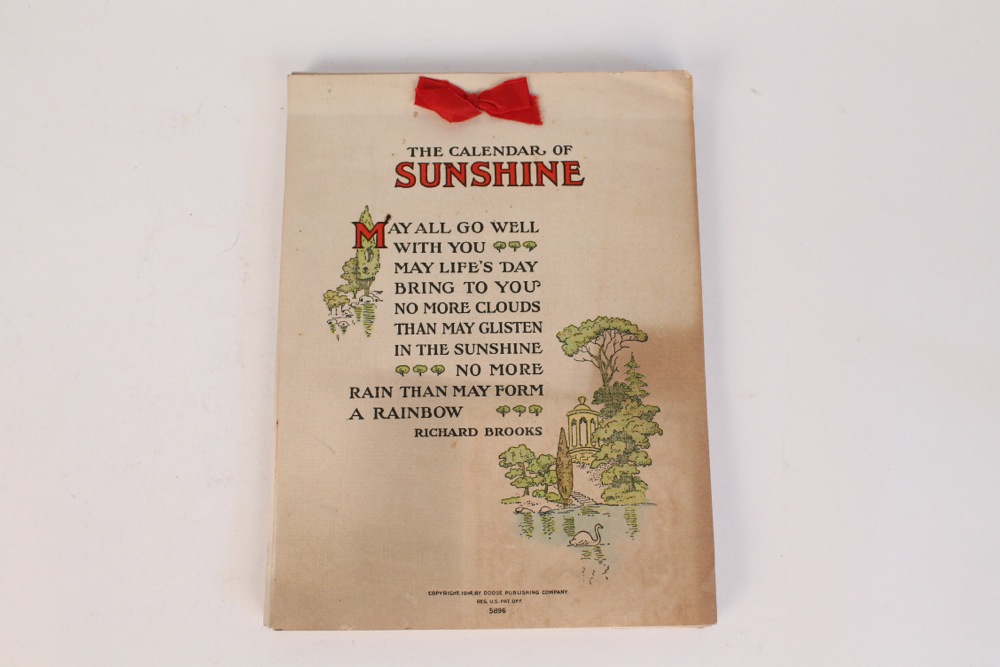 THE CALENDAR OF
SUNSHINE
MAY ALL GO WELL
WITH YOU
MAY LIFE'S DAY
BRING TO YOU
NO MORE CLOUDS
THAN MAY GLISTEN
IN THE SUNSHINE
NO MORE
RAIN THAN MAY FORM
A RAINBOW
RICHARD BROOKS
COPYRIGHT, BY DODGE PUBLISHING COMPANY
REG. U.S. PAT. OFF.
5896